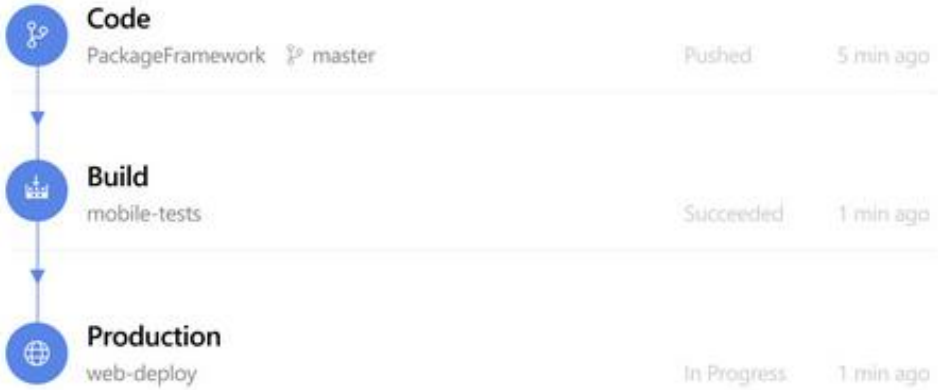 Code
PackageFramework master Pushed 5 min ago
Build
mobile-tests Succeeded 1 min ago
Production
web-deploy In Progress 1 min ago